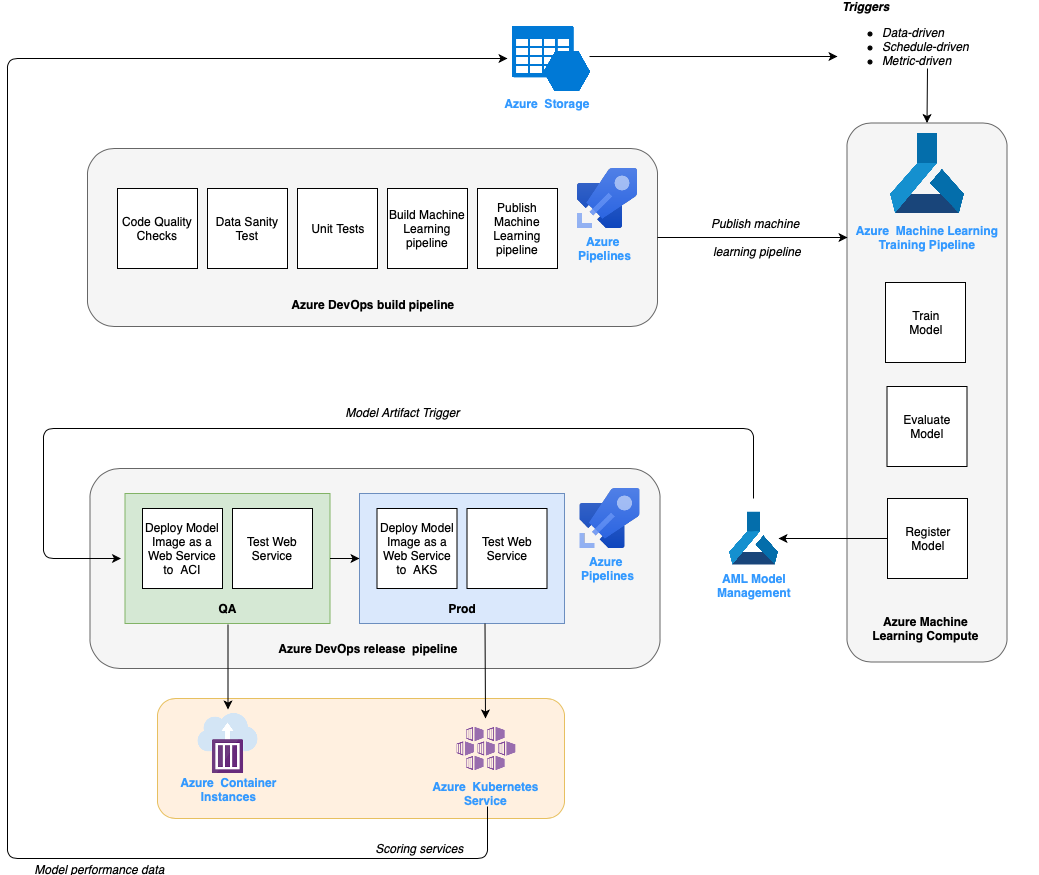 Triggers
Data-driven
Schedule-driven
Metric-driven
Azure Storage
Code Quality
Checks
Data Sanity
Test
Unit Tests
Build Machine
Learning
pipeline
Publish
Machine
Learning
pipeline
Azure
Pipelines
Azure DevOps build pipeline
Publish machine
learning pipeline
Azure Machine Learning
Training Pipeline
Train
Model
Evaluate
Model
Register
Model
Azure Machine
Learning Compute
AML Model
Management
Model Artifact Trigger
Deploy Model
Image as a
Web Service
to ACI
Test Web
Service
QA
Deploy Model
Image as a
Web Service
to AKS
Test Web
Service
Prod
Azure
Pipelines
Azure DevOps release pipeline
Azure Container
Instances
Azure Kubernetes
Service
Scoring services
Model performance data